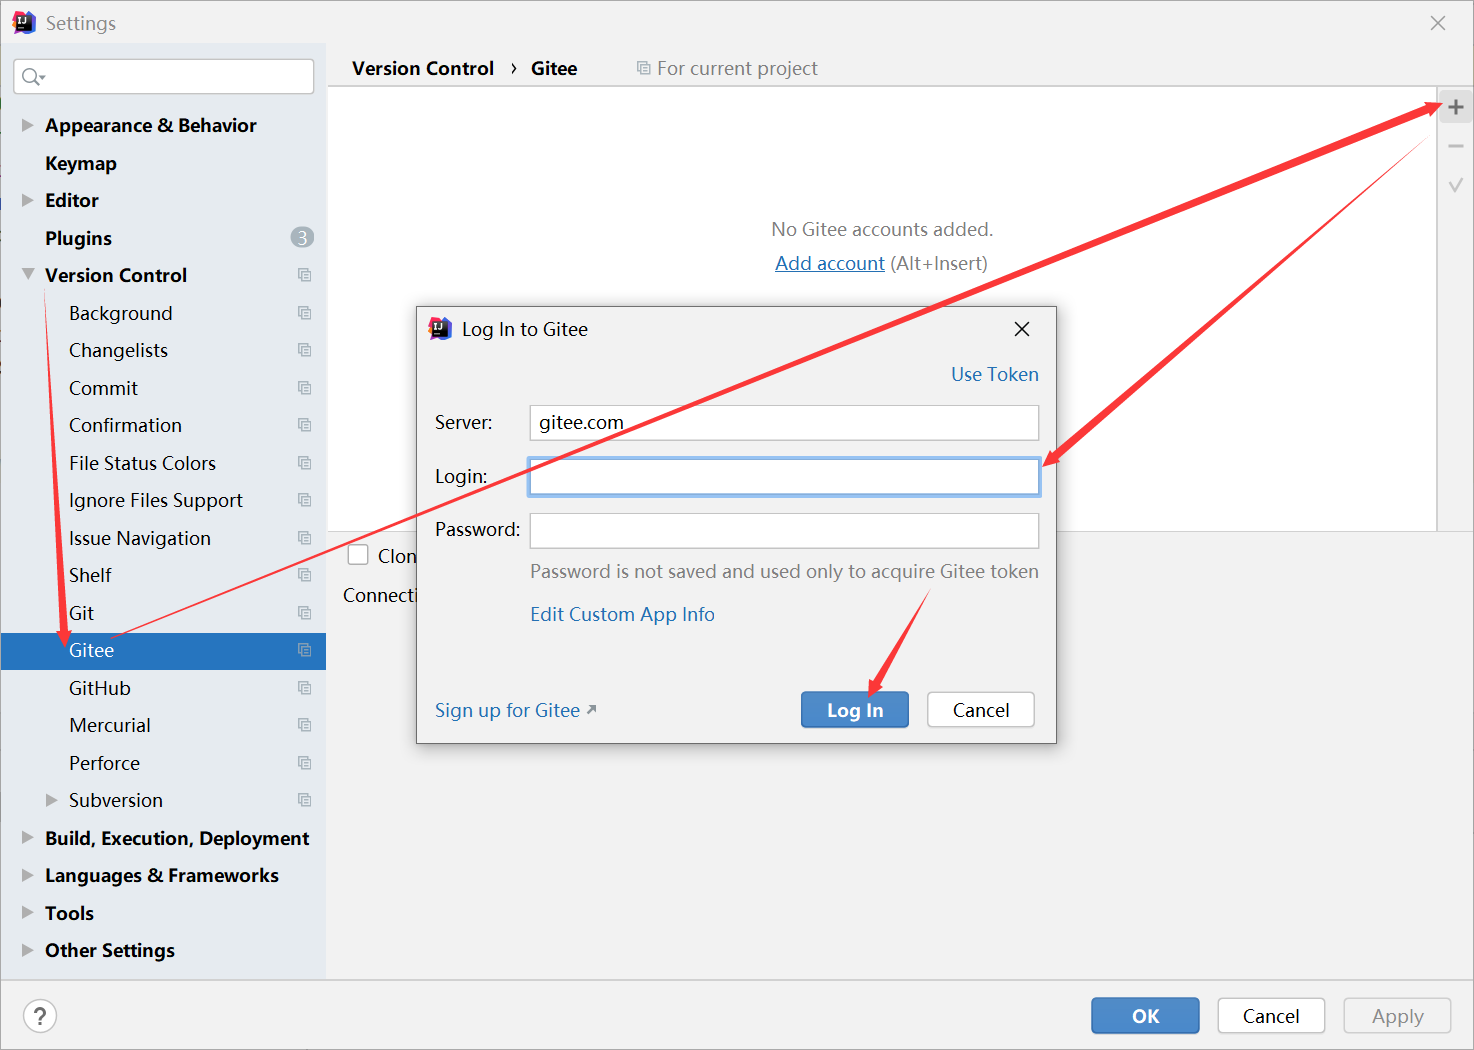 Settings
Version Control › Gitee For current project
Appearance & Behavior
Keymap
Editor
Plugins 3
Version Control
Background
Changelists
Commit
Confirmation
File Status Colors
Ignore Files Support
Issue Navigation
Shelf
Git
Gitee
GitHub
Mercurial
Perforce
Subversion
Build, Execution, Deployment
Languages & Frameworks
Tools
Other Settings
No Gitee accounts added.
Add account (Alt+Insert)
Log In to Gitee
Use Token
Server: gitee.com
Login:
Password:
Password is not saved and used only to acquire Gitee token
Edit Custom App Info
Sign up for Gitee
Log In Cancel
Clon
Connecti
? OK Cancel Apply